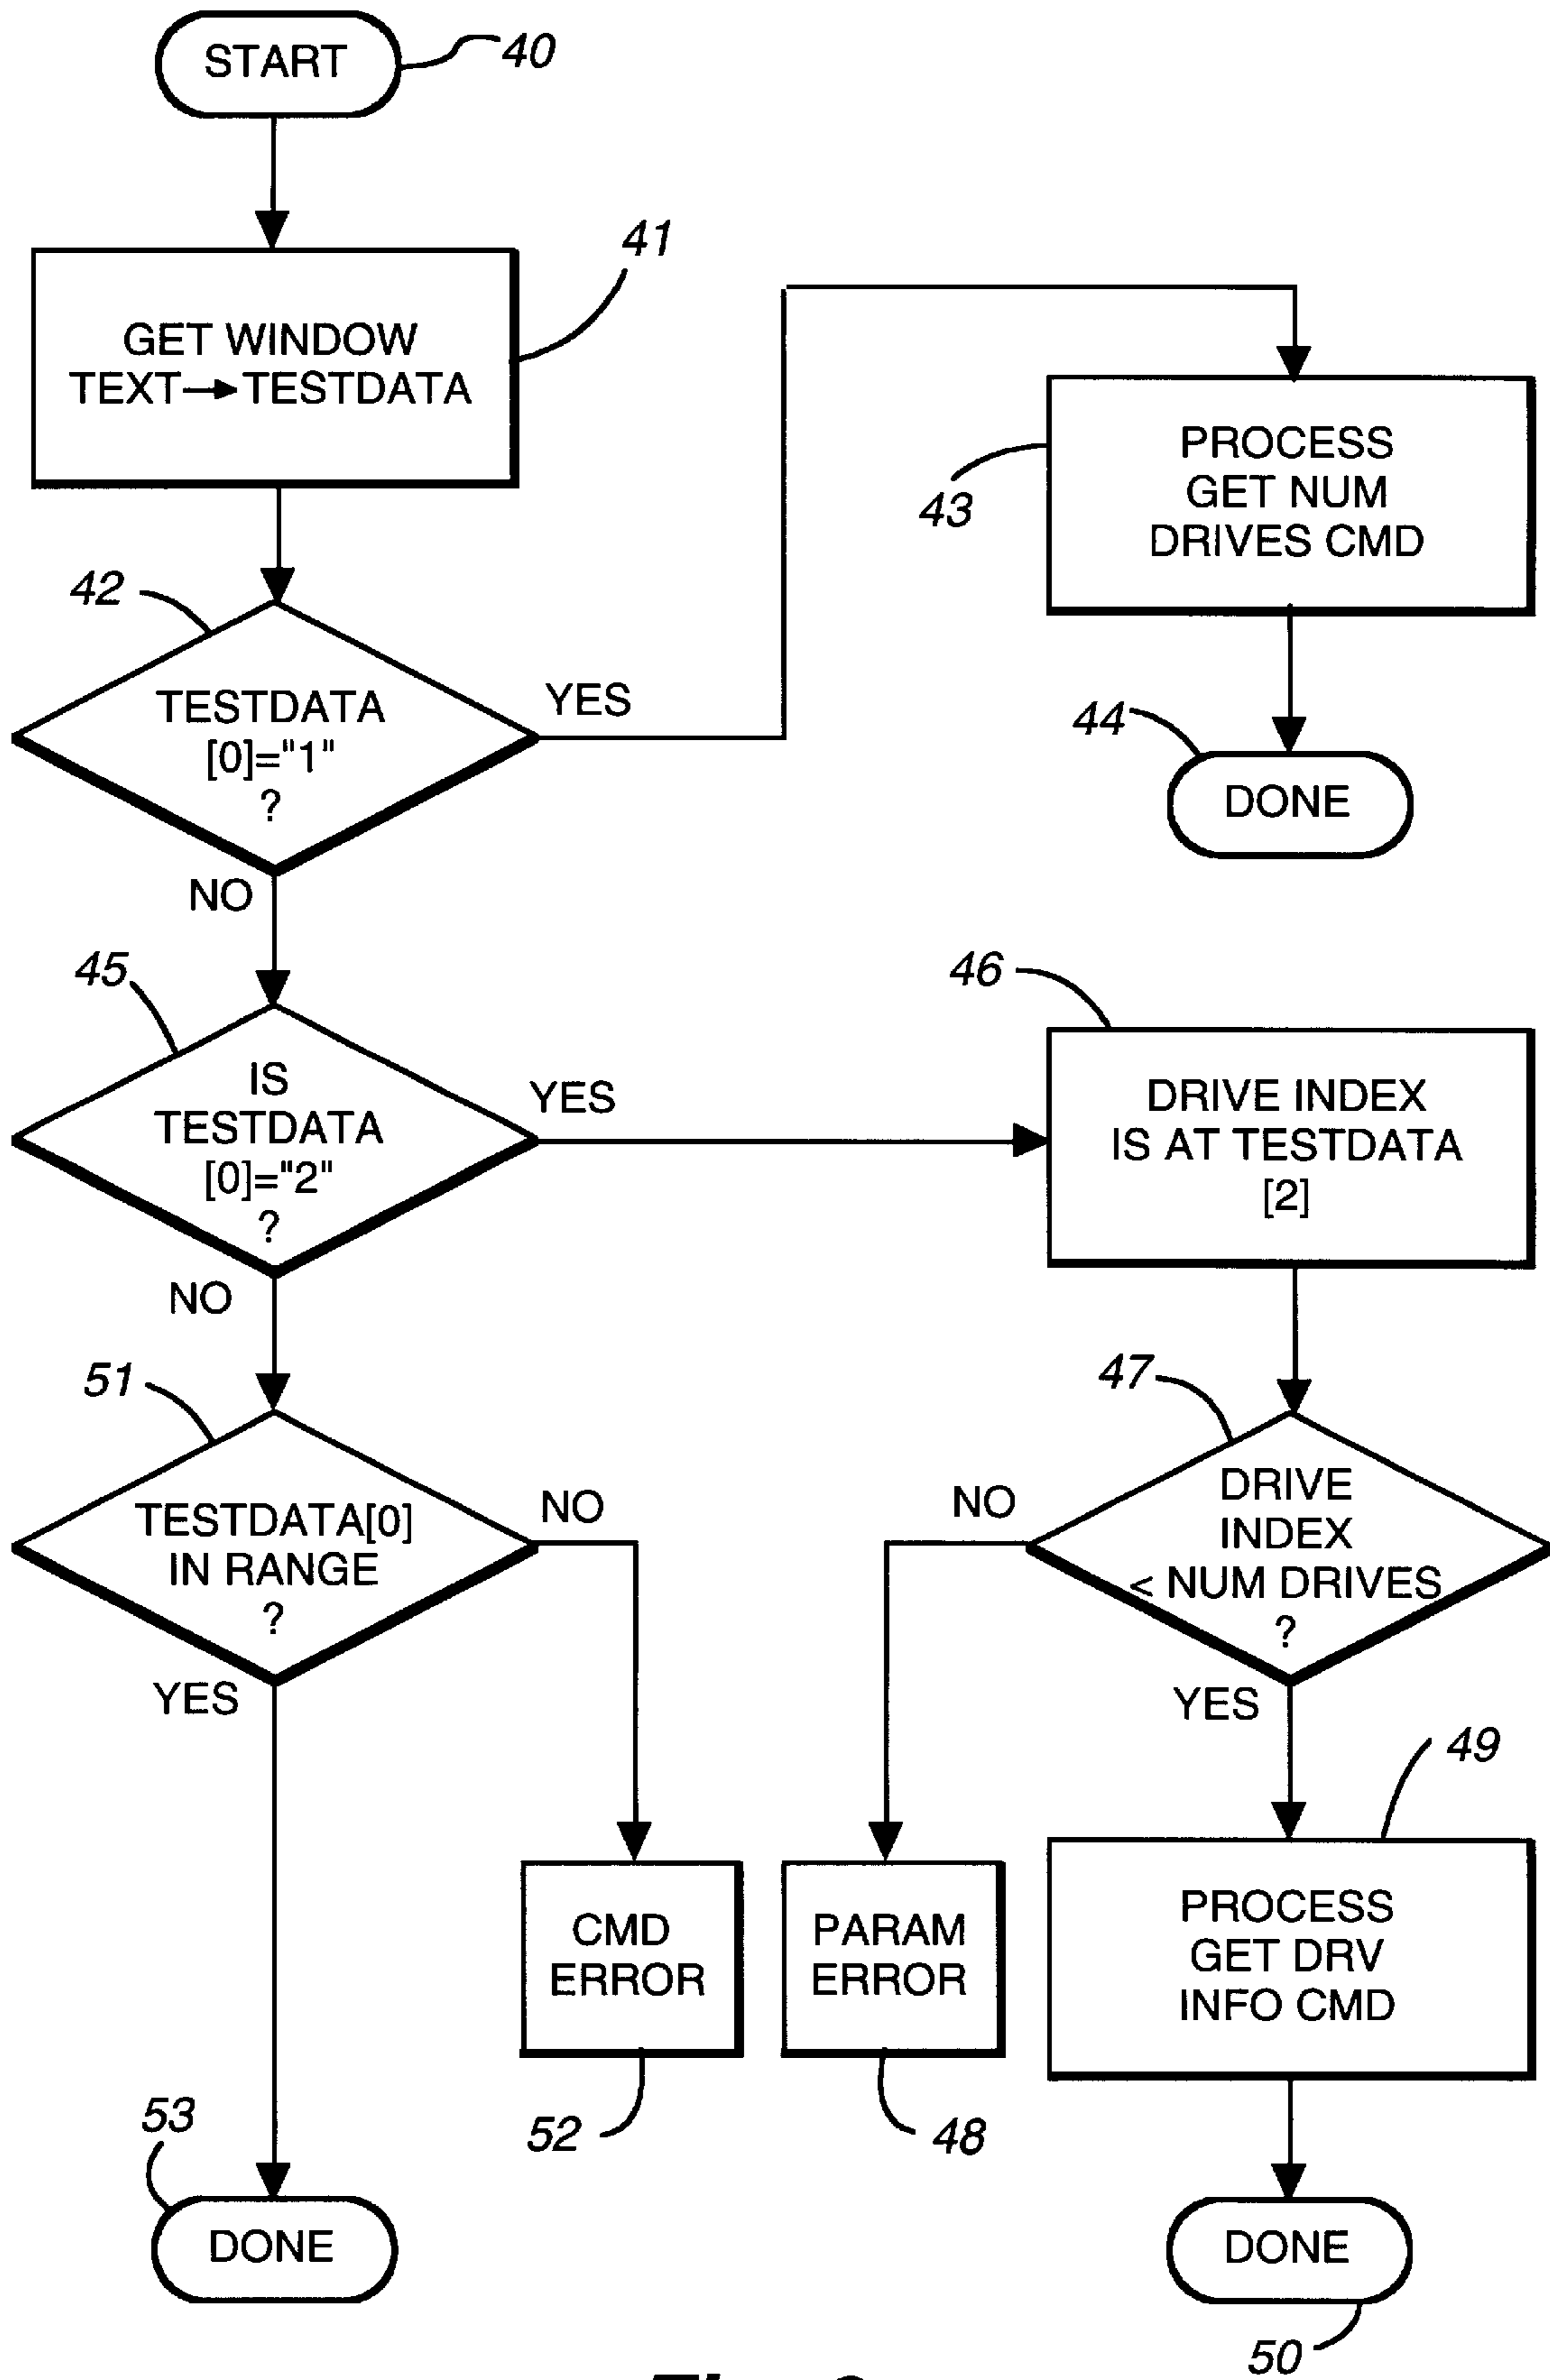 START
40
GET WINDOW
TEXT→TESTDATA
41
PROCESS
GET NUM
DRIVES CMD
43
42
TESTDATA
[0]="1"
?
YES
NO
44
DONE
45
IS
TESTDATA
[0]="2"
?
YES
NO
46
DRIVE INDEX
IS AT TESTDATA
[2]
51
TESTDATA[0]
IN RANGE
?
NO
YES
47
DRIVE
INDEX
< NUM DRIVES
?
NO
YES
49
CMD
ERROR
52
PARAM
ERROR
48
PROCESS
GET DRV
INFO CMD
53
DONE
DONE
50